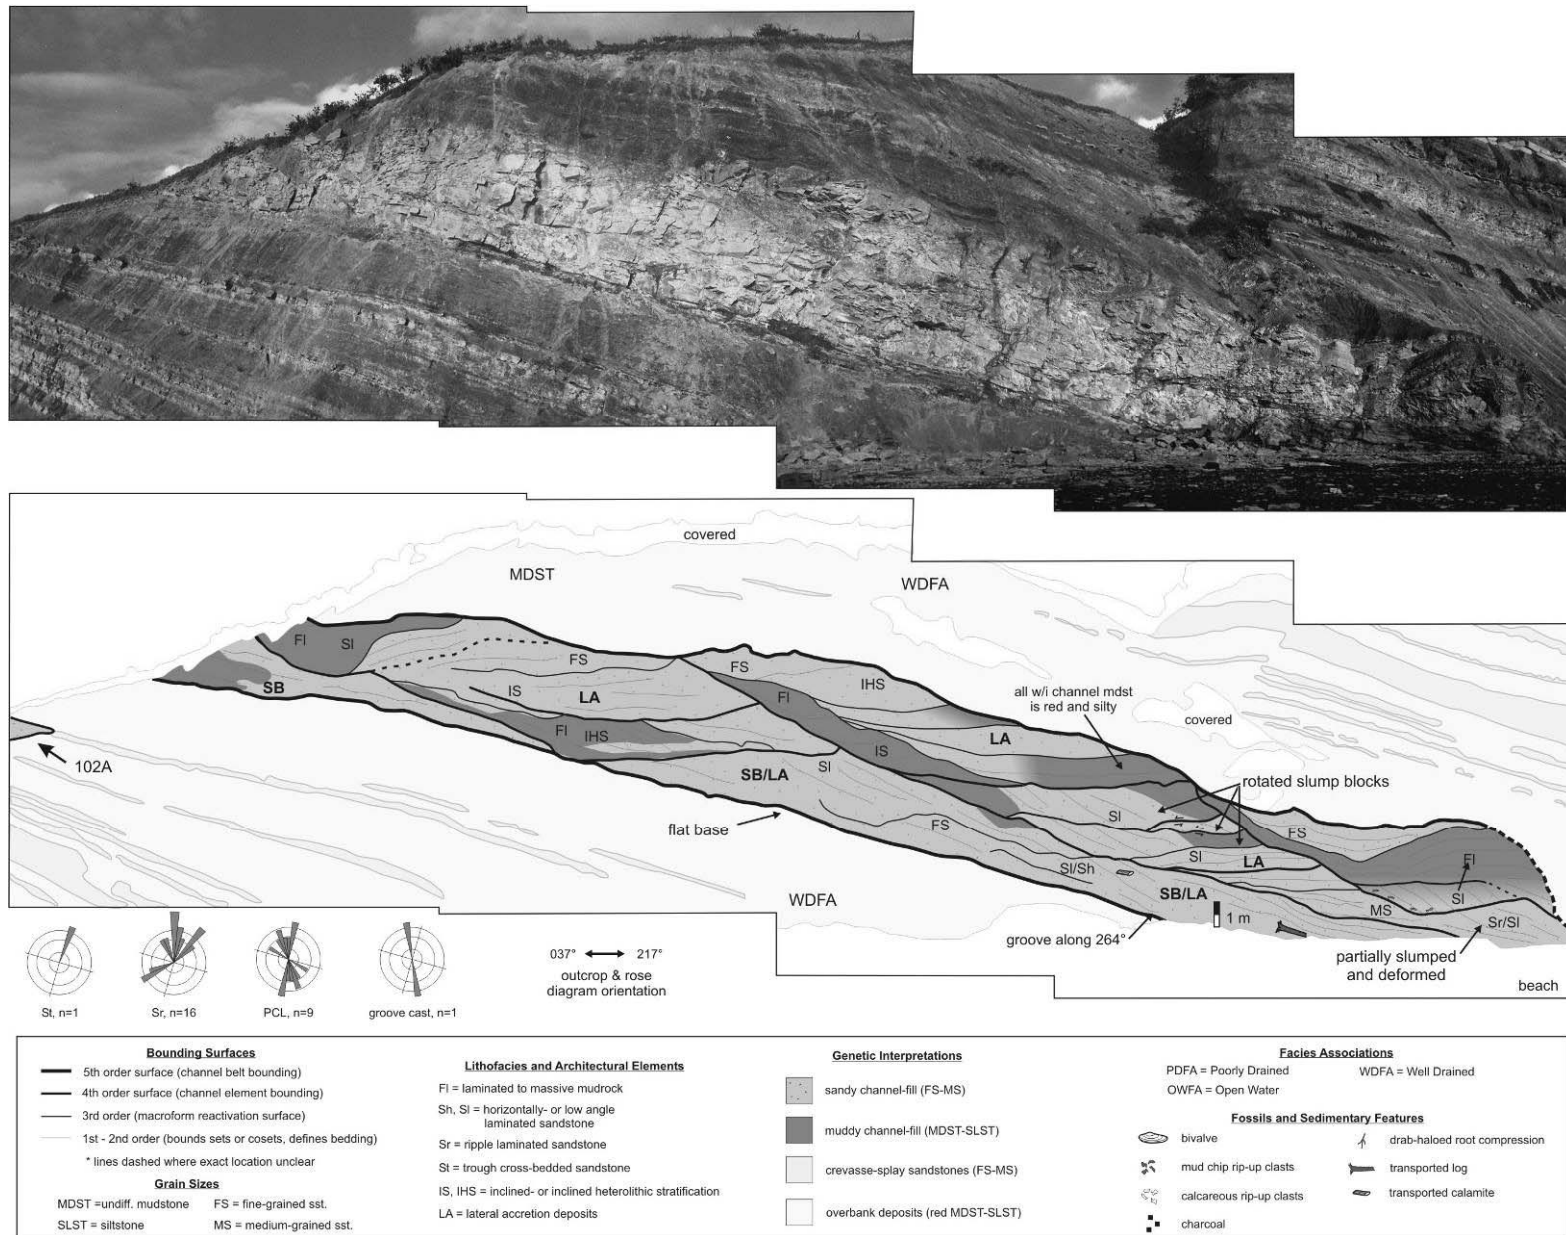 covered
MDST
WDFA
Fl
Sl
FS
FS
SB
IS
LA
IHS
Fl
all w/i channel mdst
is red and silty
covered
Fl
IHS
IS
LA
102A
SB/LA
Sl
rotated slump blocks
flat base
FS
Sl
FS
Sl/Sh
Sl
LA
Fl
WDFA
SB/LA
MS
Sl
1 m
Sr/Sl
groove along 264°
partially slumped
and deformed
beach
037° 217°
outcrop & rose
diagram orientation
St, n=1
Sr, n=16
PCL, n=9
groove cast, n=1
Bounding Surfaces
5th order surface (channel belt bounding)
4th order surface (channel element bounding)
3rd order (macroform reactivation surface)
1st - 2nd order (bounds sets or cosets, defines bedding)
* lines dashed where exact location unclear
Grain Sizes
MDST =undiff. mudstone FS = fine-grained sst.
SLST = siltstone MS = medium-grained sst.
Lithofacies and Architectural Elements
Fl = laminated to massive mudrock
Sh, Sl = horizontally- or low angle
laminated sandstone
Sr = ripple laminated sandstone
St = trough cross-bedded sandstone
IS, IHS = inclined- or inclined heterolithic stratification
LA = lateral accretion deposits
Genetic Interpretations
sandy channel-fill (FS-MS)
muddy channel-fill (MDST-SLST)
crevasse-splay sandstones (FS-MS)
overbank deposits (red MDST-SLST)
Facies Associations
PDFA = Poorly Drained WDFA = Well Drained
OWFA = Open Water
Fossils and Sedimentary Features
bivalve
drab-haloed root compression
mud chip rip-up clasts
transported log
calcareous rip-up clasts
transported calamite
charcoal